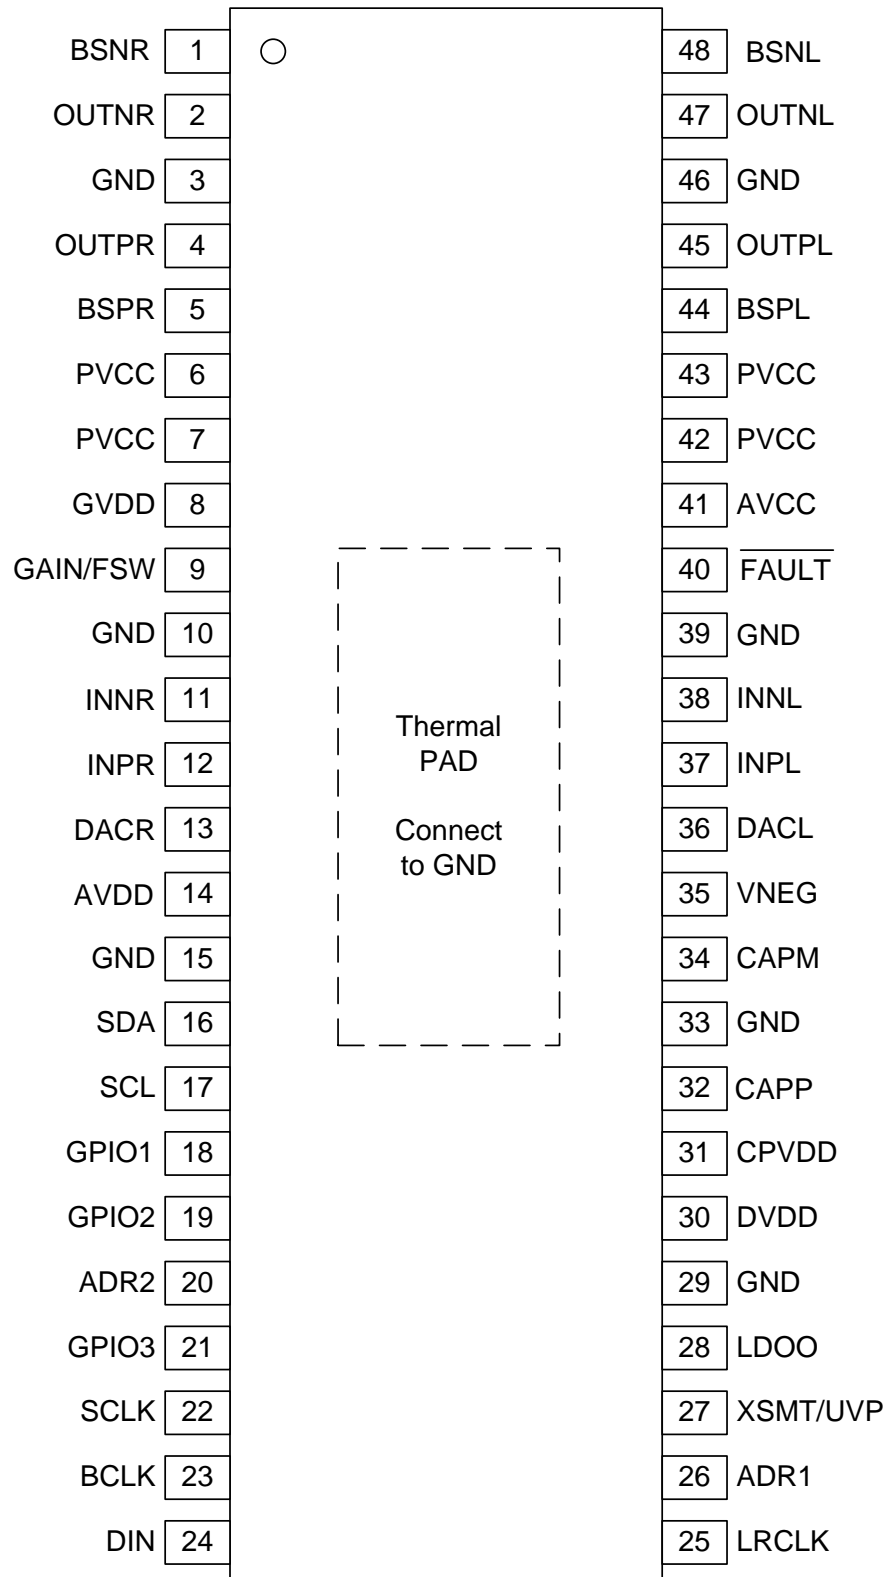 BSNR 1 48 BSNL
OUTNR 2 47 OUTNL
GND 3 46 GND
OUTPR 4 45 OUTPL
BSPR 5 44 BSPL
PVCC 6 43 PVCC
PVCC 7 42 PVCC
GVDD 8 41 AVCC
GAIN/FSW 9 40 FAULT
GND 10 39 GND
INNR 11 38 INNL
Thermal
PAD
INPR 12 37 INPL
DACR 13 36 DACL
Connect
to GND
AVDD 14 35 VNEG
GND 15 34 CAPM
SDA 16 33 GND
SCL 17 32 CAPP
GPIO1 18 31 CPVDD
GPIO2 19 30 DVDD
ADR2 20 29 GND
GPIO3 21 28 LDOO
SCLK 22 27 XSMT/UVP
BCLK 23 26 ADR1
DIN 24 25 LRCLK